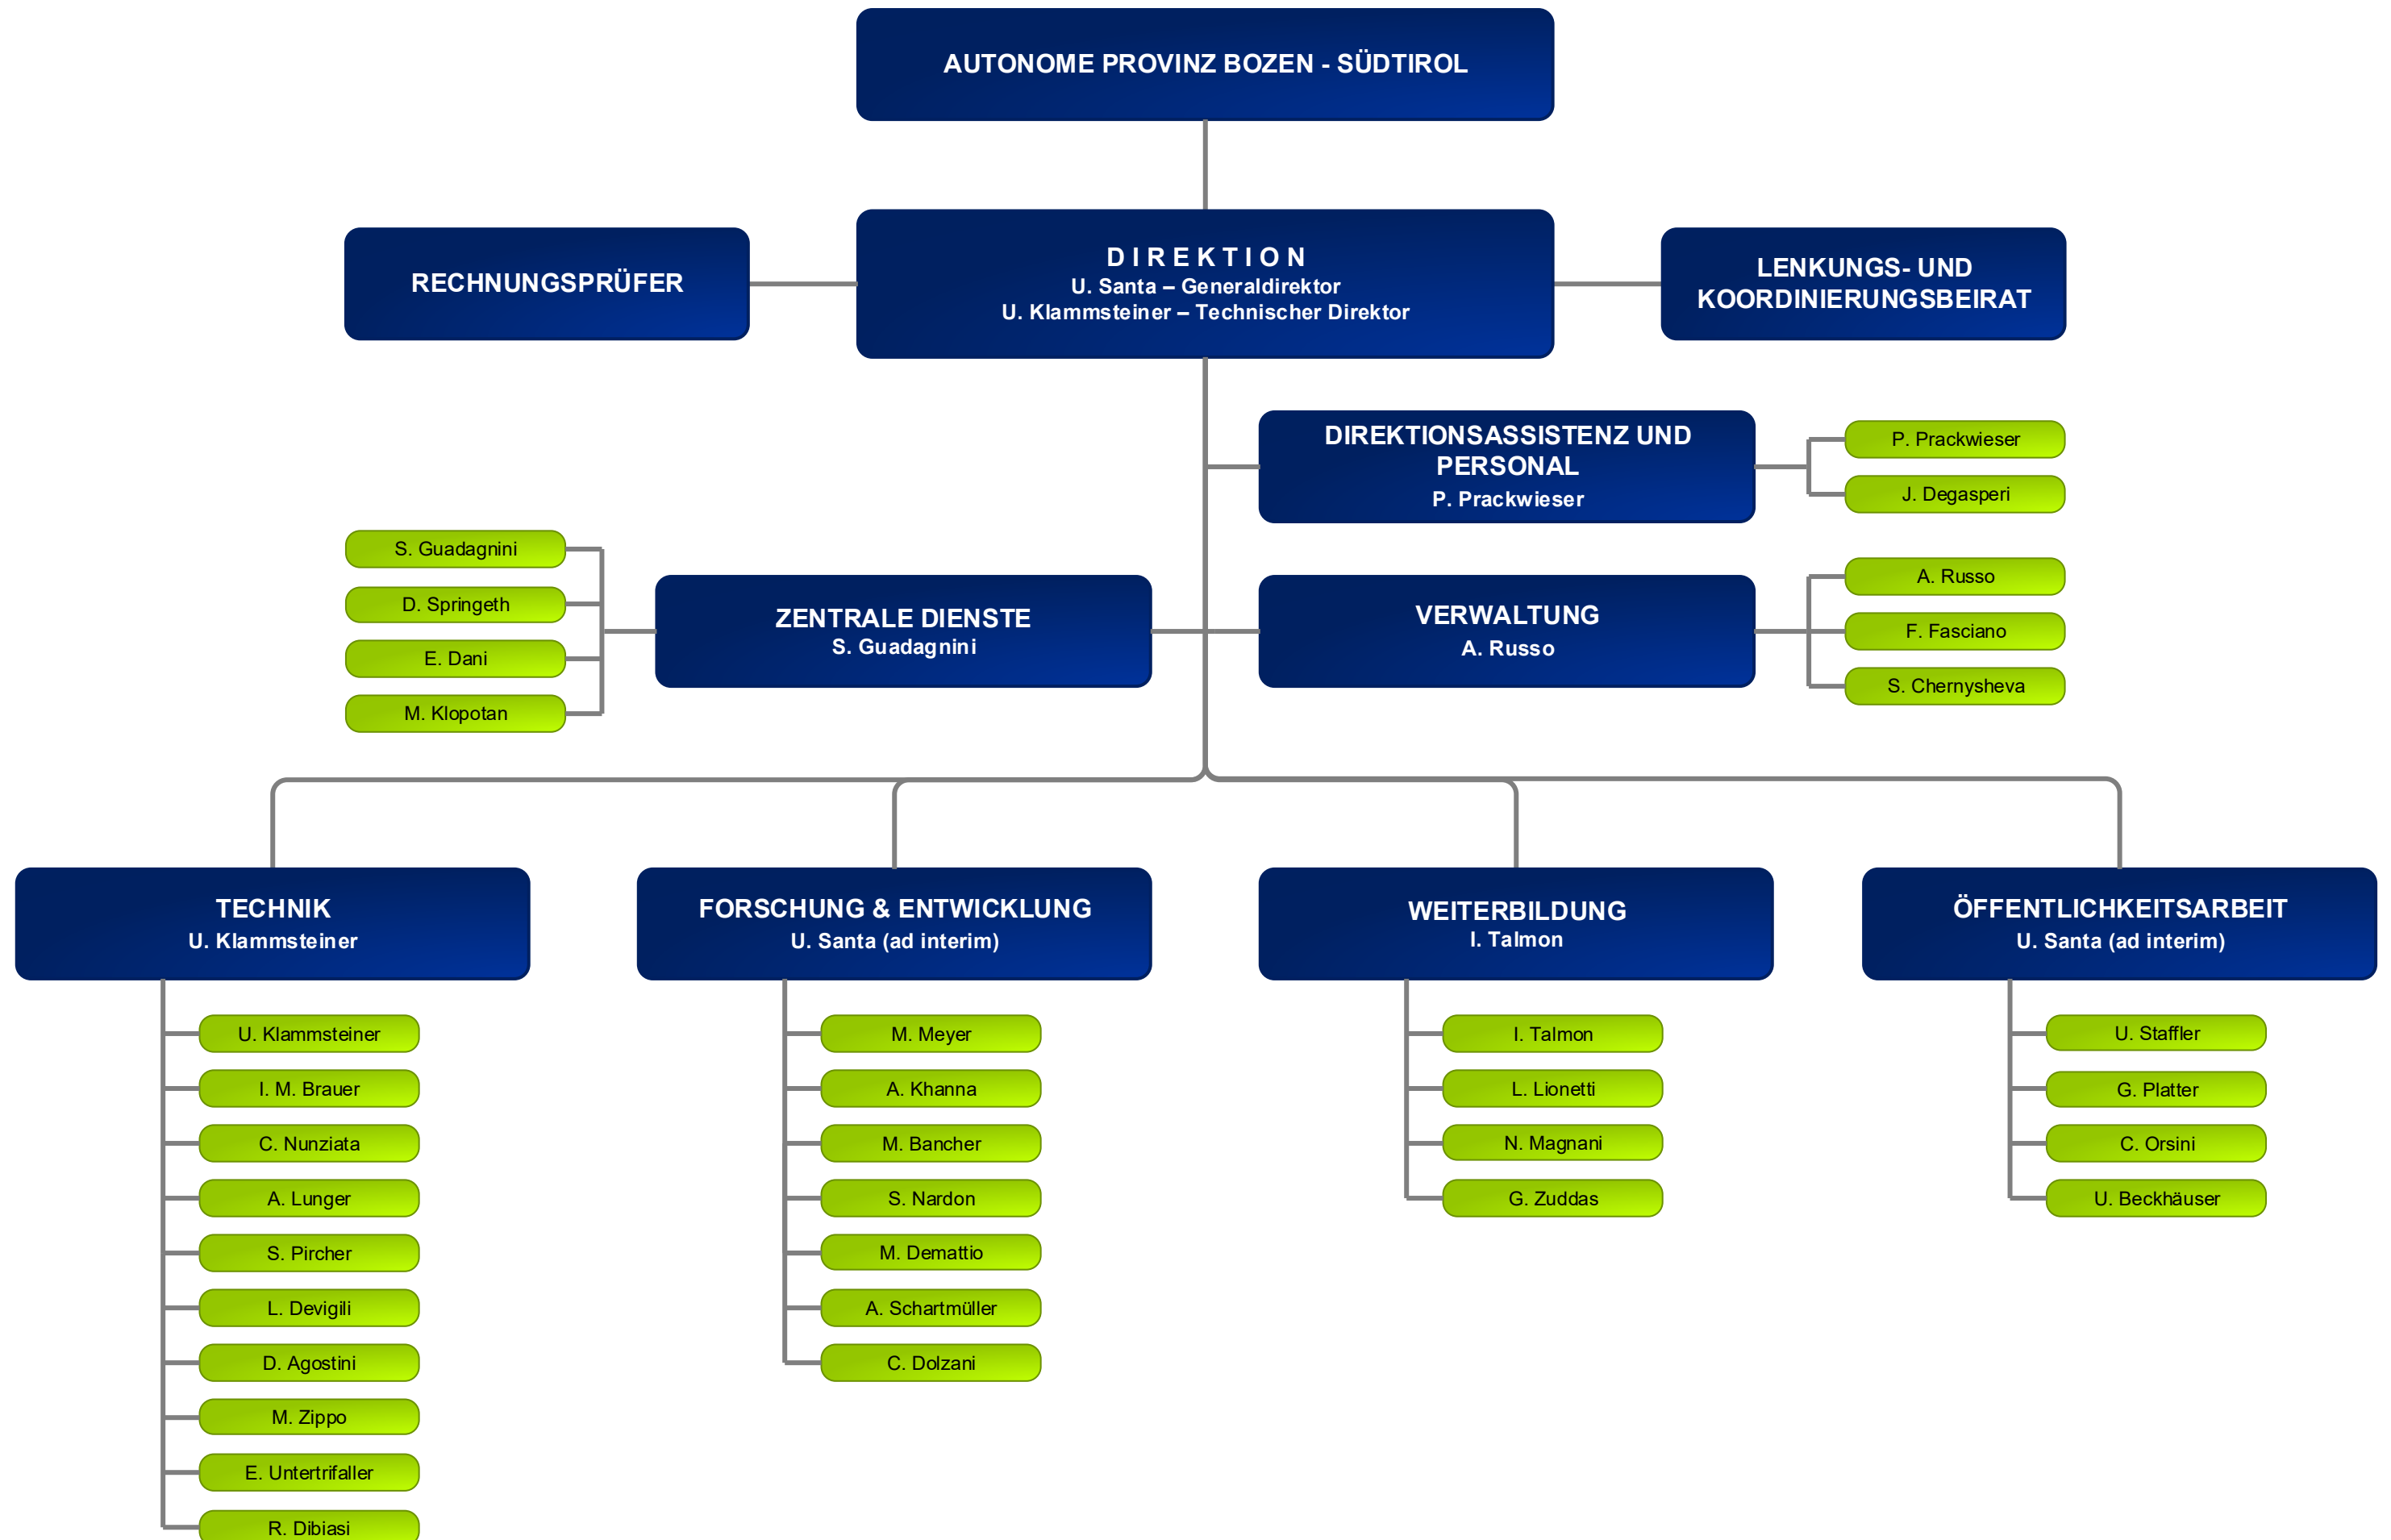 AUTONOME PROVINZ BOZEN - SÜDTIROL
RECHNUNGSPRÜFER
D I R E K T I O N
U. Santa – Generaldirektor
U. Klammsteiner – Technischer Direktor
LENKUNGS- UND
KOORDINIERUNGSBEIRAT
DIREKTIONSASSISTENZ UND
PERSONAL
P. Prackwieser
P. Prackwieser
J. Degasperi
S. Guadagnini
D. Springeth
E. Dani
M. Klopotan
ZENTRALE DIENSTE
S. Guadagnini
VERWALTUNG
A. Russo
A. Russo
F. Fasciano
S. Chernysheva
TECHNIK
U. Klammsteiner
U. Klammsteiner
I. M. Brauer
C. Nunziata
A. Lunger
S. Pircher
L. Devigili
D. Agostini
M. Zippo
E. Untertrifaller
R. Dibiasi
FORSCHUNG & ENTWICKLUNG
U. Santa (ad interim)
M. Meyer
A. Khanna
M. Bancher
S. Nardon
M. Demattio
A. Schartmüller
C. Dolzani
WEITERBILDUNG
I. Talmon
I. Talmon
L. Lionetti
N. Magnani
G. Zuddas
ÖFFENTLICHKEITSARBEIT
U. Santa (ad interim)
U. Staffler
G. Platter
C. Orsini
U. Beckhäuser